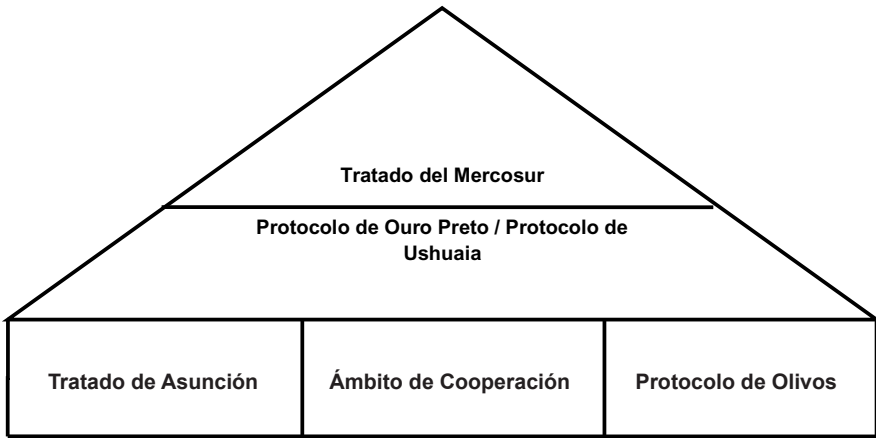 Tratado del Mercosur
Protocolo de Ouro Preto / Protocolo de
Ushuaia
Tratado de Asunción
Ámbito de Cooperación
Protocolo de Olivos